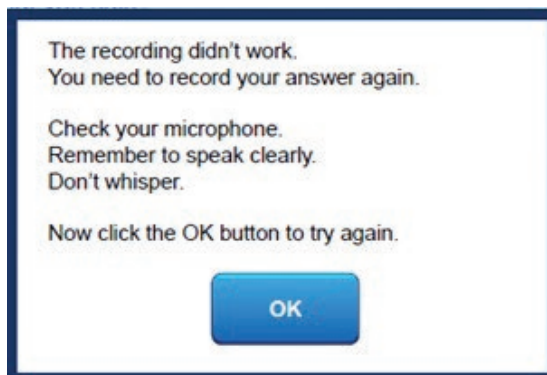 The recording didn't work.
You need to record your answer again.
Check your microphone.
Remember to speak clearly.
Don't whisper.
Now click the OK button to try again.
OK